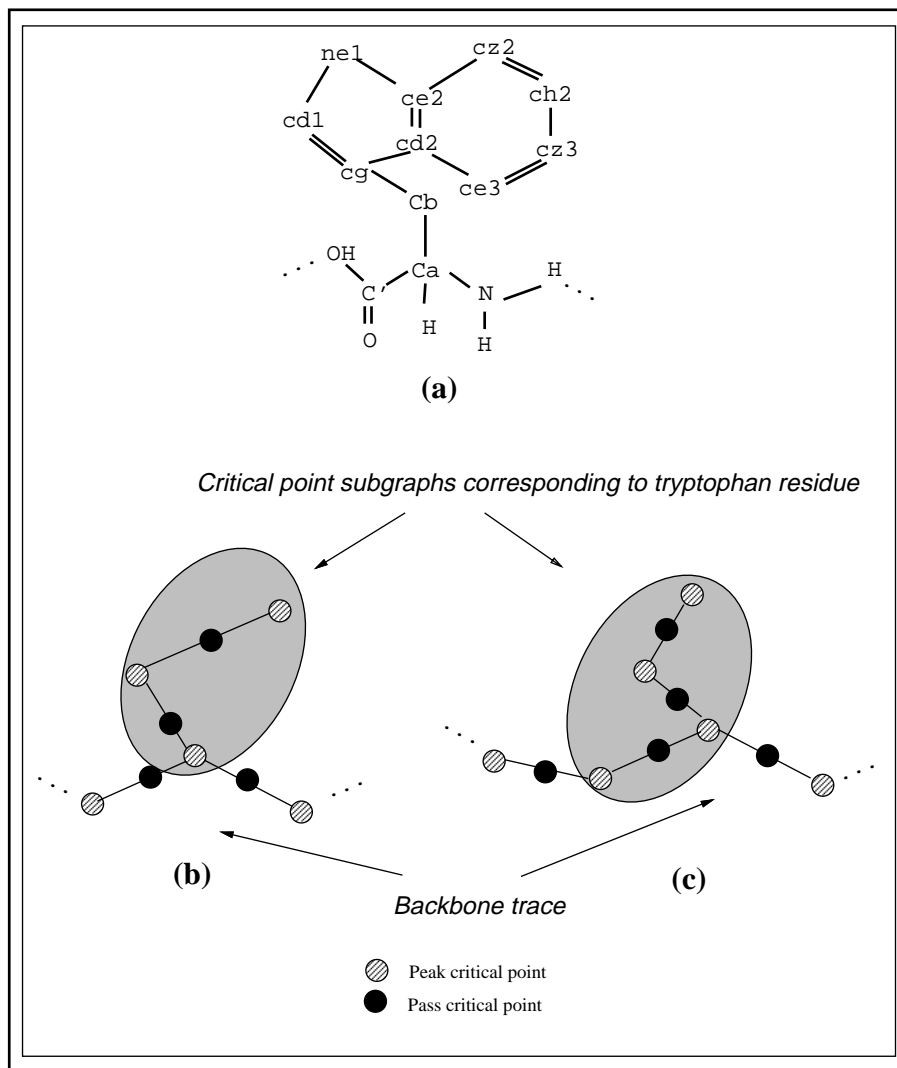 ne1 cz2
ce2 ch2
cd1
cd2 cz3
cg ce3
Cb
OH Ca H
C' N
H
O H
(a)
Critical point subgraphs corresponding to tryptophan residue
(b) (c)
Backbone trace
Peak critical point
Pass critical point